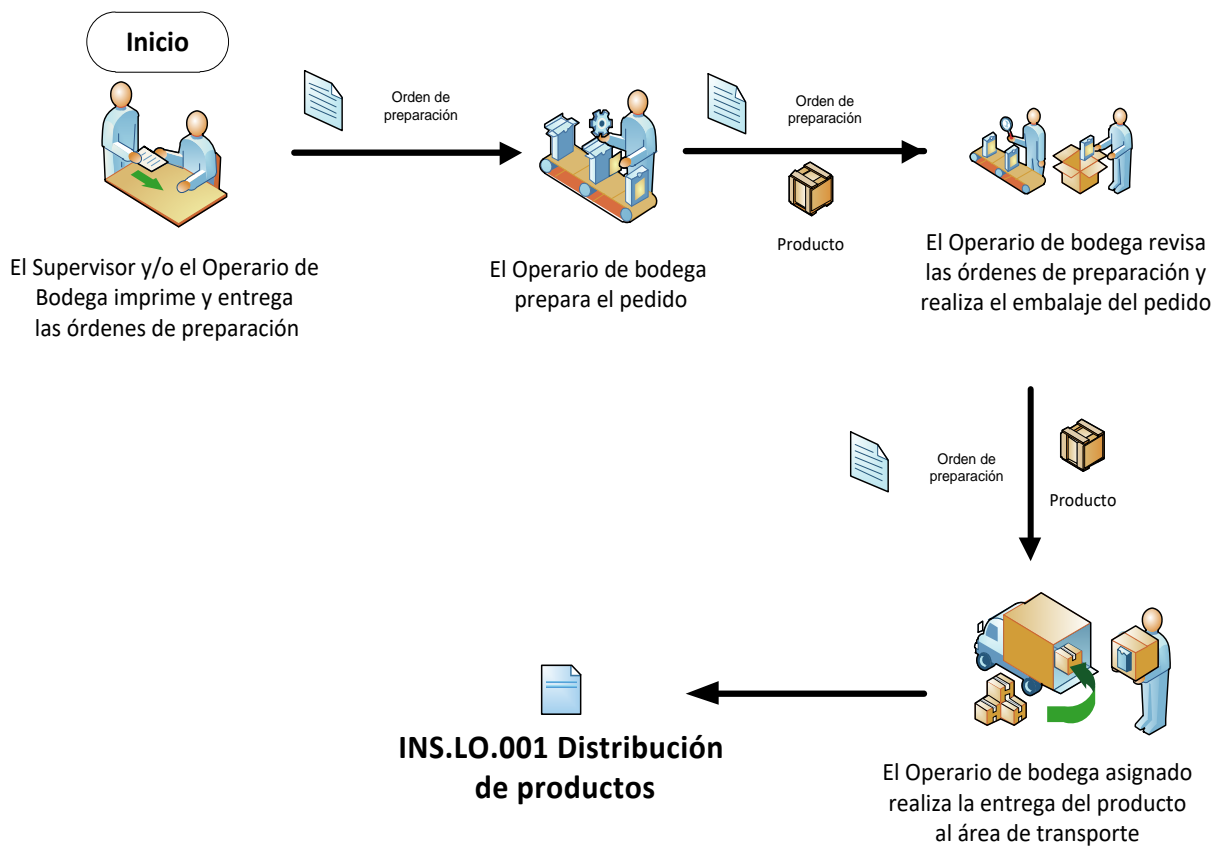 Inicio
Orden de
preparación
Orden de
preparación
Producto
El Supervisor y/o el Operario de
Bodega imprime y entrega
las órdenes de preparación
El Operario de bodega
prepara el pedido
El Operario de bodega revisa
las órdenes de preparación y
realiza el embalaje del pedido
Orden de
preparación
Producto
El Operario de bodega asignado
realiza la entrega del producto
al área de transporte
INS.LO.001 Distribución
de productos